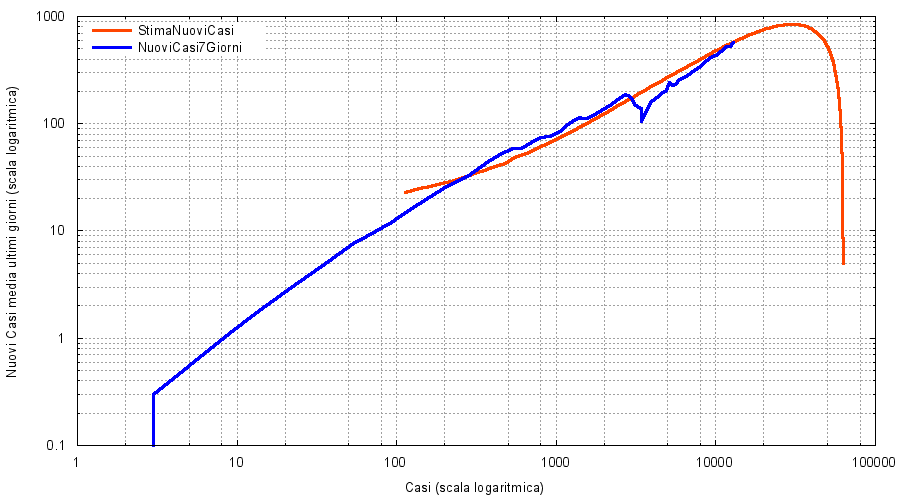 1000
100
10
1
0.1
StimaNuoviCasi
NuoviCasi7Giorni
Nuovi Casi media ultimi giorni (scala logaritmica)
1 10 100 1000 10000 100000
Casi (scala logaritmica)